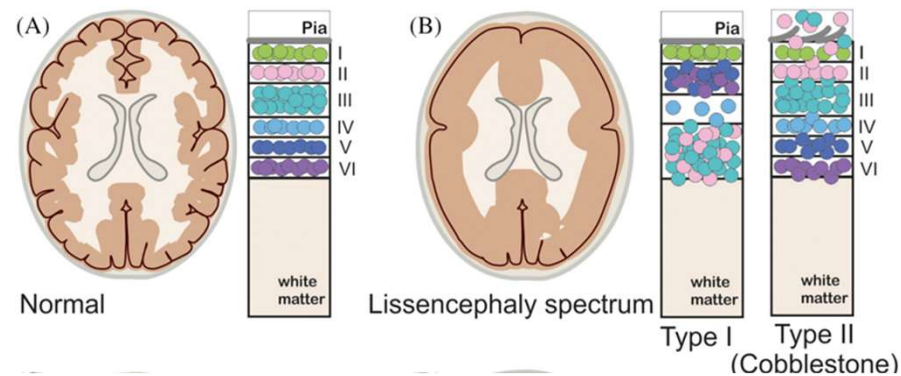 (A)
Pia
I
II
III
IV
V
VI
white
matter
Normal
(B)
Pia
I
II
III
IV
V
VI
white
matter
white
matter
Lissencephaly spectrum
Type I
Type II
(Cobblestone)